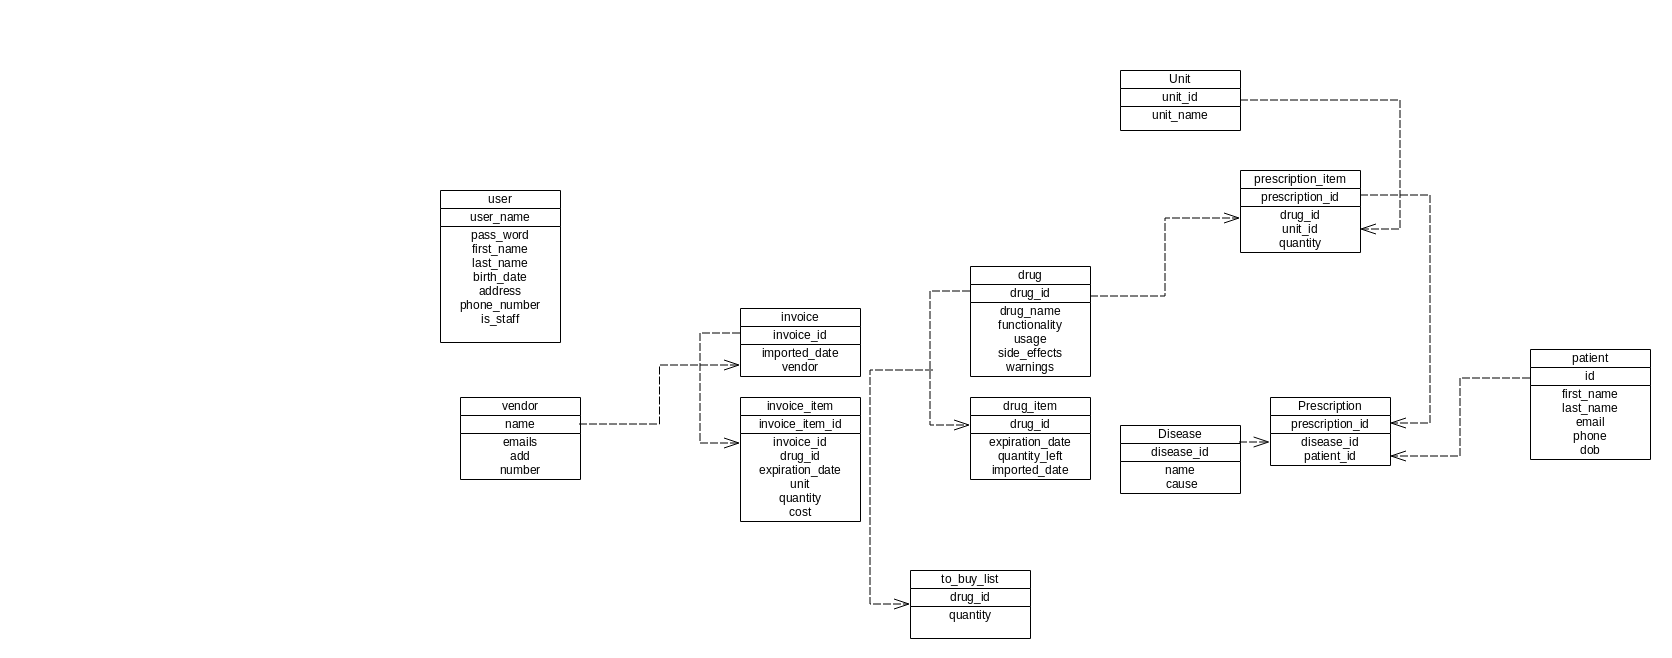 Unit
unit_id
unit_name
prescription_item
prescription_id
drug_id
unit_id
quantity
user
user_name
pass_word
first_name
last_name
birth_date
address
phone_number
is_staff
drug
drug_id
drug_name
functionality
usage
side_effects
warnings
invoice
invoice_id
imported_date
vendor
patient
id
first_name
last_name
email
phone
dob
vendor
name
emails
add
number
invoice_item
invoice_item_id
invoice_id
drug_id
expiration_date
unit
quantity
cost
drug_item
drug_id
expiration_date
quantity_left
imported_date
Disease
disease_id
name
cause
Prescription
prescription_id
disease_id
patient_id
to_buy_list
drug_id
quantity